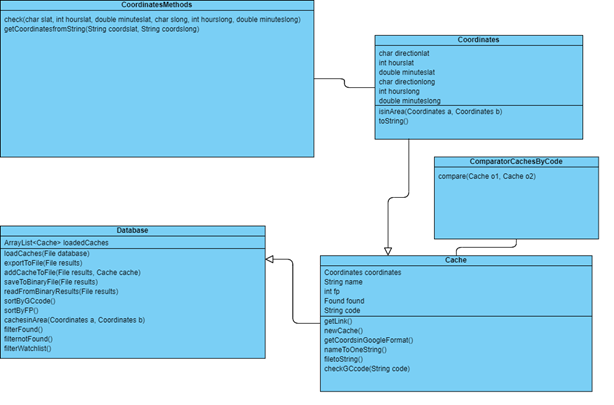 CoordinatesMethods
check(char slat, int hourslat, double minuteslat, char slong, int hourslong, double minuteslong)
getCoordinatesfromString(String coordslat, String coordslong)
Coordinates
char directionlat
int hourslat
double minuteslat
char directionlong
int hourslong
double minuteslong
isinArea(Coordinates a, Coordinates b)
toString()
ComparatorCachesByCode
compare(Cache o1, Cache o2)
Database
ArrayList<Cache> loadedCaches
loadCaches(File database)
exportToFile(File results)
addCacheToFile(File results, Cache cache)
saveToBinaryFile(File results)
readFromBinaryResults(File results)
sortByGCcode()
sortByFP()
cachesinArea(Coordinates a, Coordinates b)
filterFound()
filternotFound()
filterWatchlist()
Cache
Coordinates coordinates
String name
int fp
Found found
String code
getLink()
newCache()
getCoordsinGoogleFormat()
nameToOneString()
filetoString()
checkGCcode(String code)